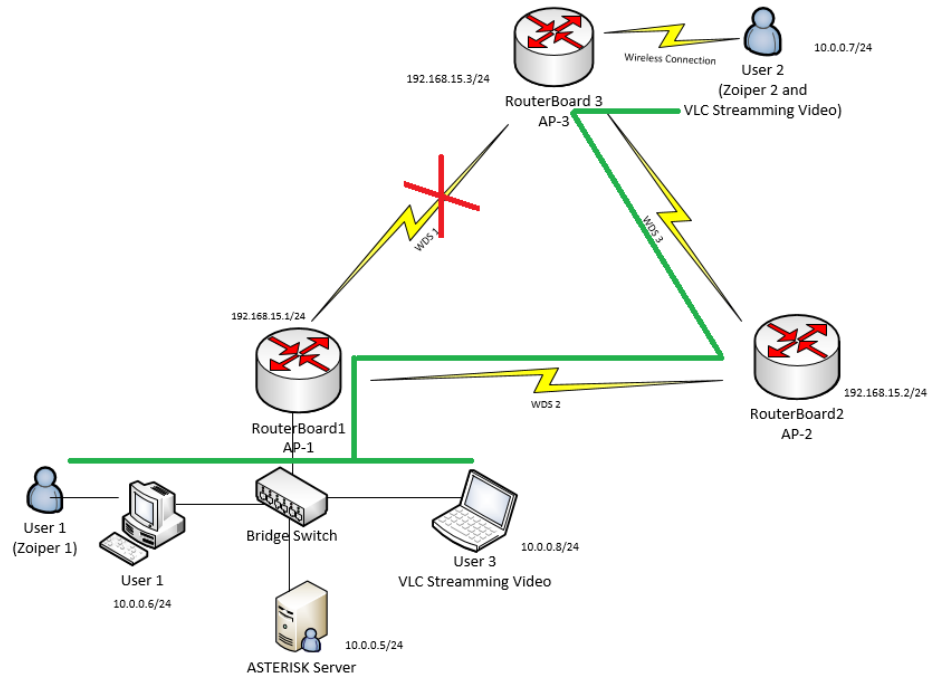 192.168.15.3/24
RouterBoard 3
AP-3
Wireless Connection
10.0.0.7/24
User 2
(Zoiper 2 and
VLC Streamming Video)
WDS 1
WDS 3
192.168.15.1/24
RouterBoard1
AP-1
WDS 2
192.168.15.2/24
RouterBoard2
AP-2
User 1
(Zoiper 1)
User 1
10.0.0.6/24
Bridge Switch
10.0.0.8/24
User 3
VLC Streamming Video
10.0.0.5/24
ASTERISK Server